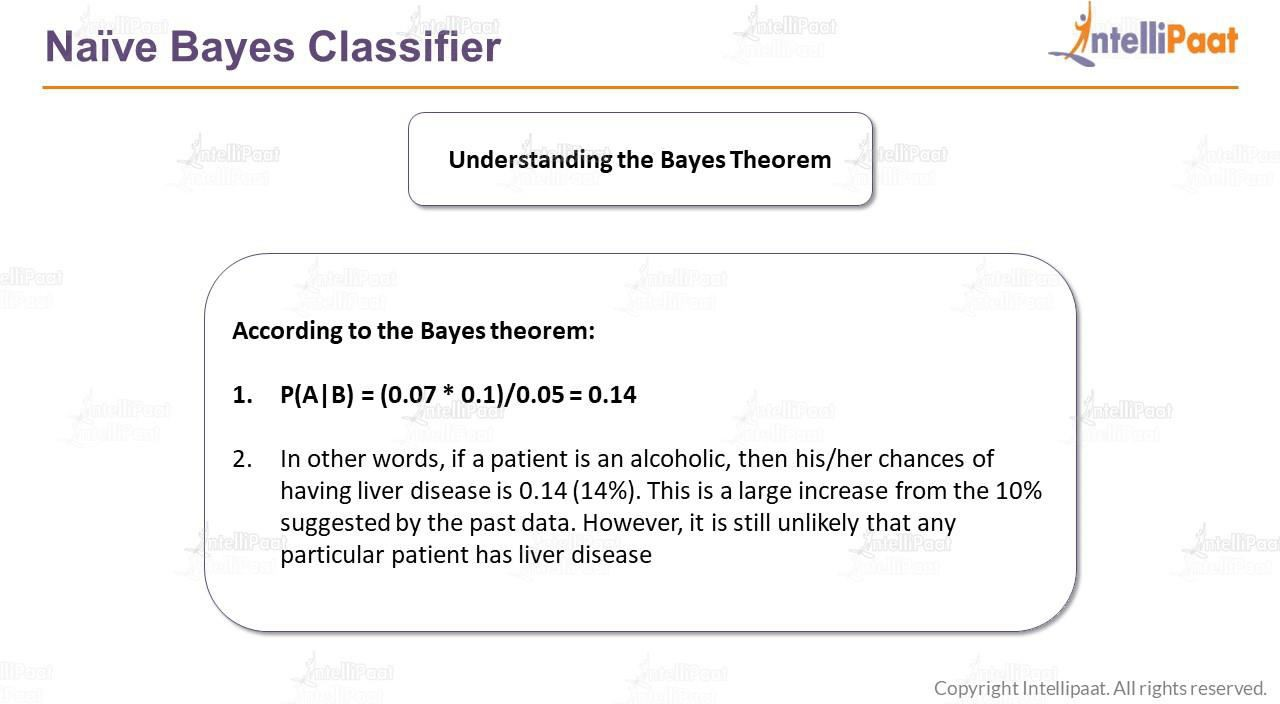 Naïve Bayes Classifier
IntelliPaat
Understanding the Bayes Theorem
According to the Bayes theorem:
1. P(A|B) = (0.07 * 0.1)/0.05 = 0.14
2. In other words, if a patient is an alcoholic, then his/her chances of
having liver disease is 0.14 (14%). This is a large increase from the 10%
suggested by the past data. However, it is still unlikely that any
particular patient has liver disease
Copyright Intellipaat. All rights reserved.